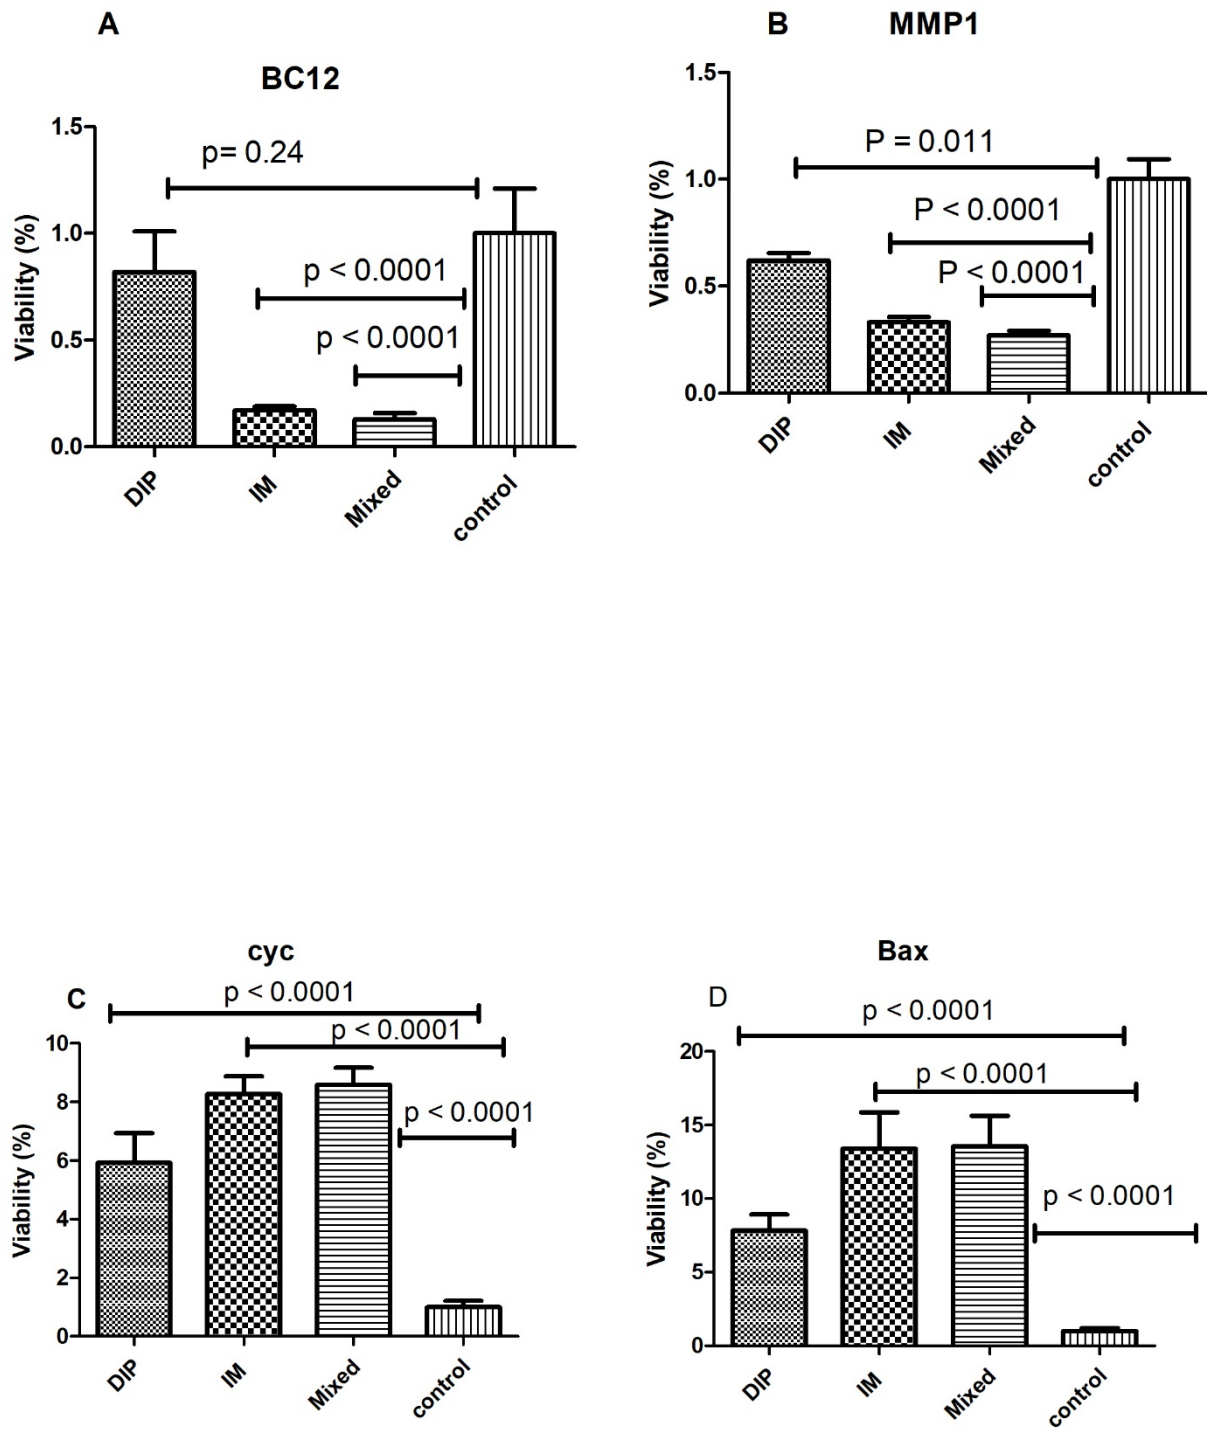 A
BC12
p= 0.24
p < 0.0001
p < 0.0001
Viability (%)
1.5
1.0
0.5
0.0
DIP
IM
Mixed
control
B
MMP1
P = 0.011
P < 0.0001
P < 0.0001
Viability (%)
1.5
1.0
0.5
0.0
DIP
IM
Mixed
control
cyc
C
p < 0.0001
p < 0.0001
p < 0.0001
Viability (%)
10
8
6
4
2
0
DIP
IM
Mixed
control
Bax
D
p < 0.0001
p < 0.0001
p < 0.0001
Viability (%)
20
15
10
5
0
DIP
IM
Mixed
control